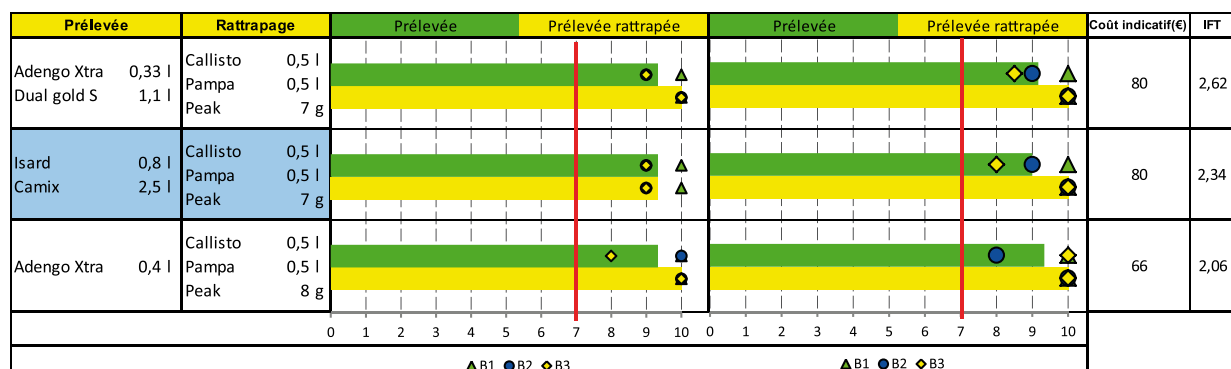 Prélevée Rattrapage Prélevée Prélevée rattrapée Prélevée Prélevée rattrapée Coût indicatif(€) IFT
Adengo Xtra 0,33 l
Dual gold S 1,1 l
Callisto 0,5 l
Pampa 0,5 l
Peak 7 g
80 2,62
Isard 0,8 l
Camix 2,5 l
Callisto 0,5 l
Pampa 0,5 l
Peak 7 g
80 2,34
Adengo Xtra 0,4 l
Callisto 0,5 l
Pampa 0,5 l
Peak 8 g
66 2,06
0 1 2 3 4 5 6 7 8 9 10 0 1 2 3 4 5 6 7 8 9 10
B1 B2 B3 B1 B2 B3